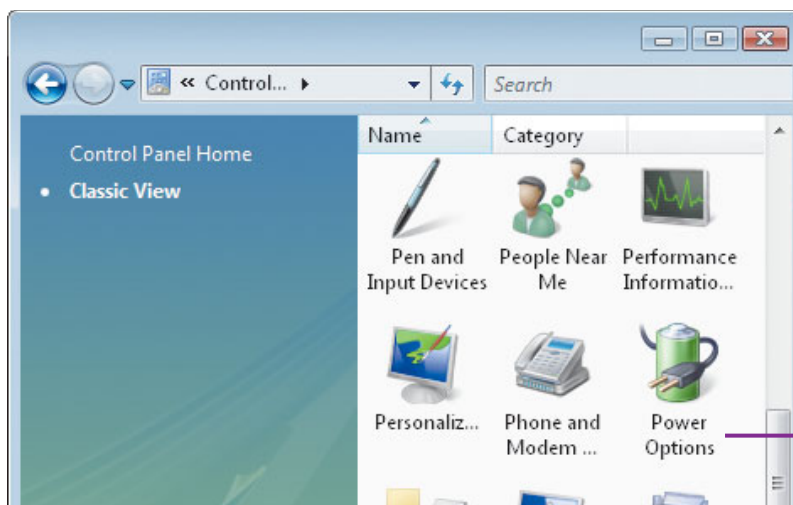 « Control...
Search
Name Category
Control Panel Home
Classic View
Pen and
Input Devices
People Near
Me
Performance
Informatio...
Personaliz...
Phone and
Modem ...
Power
Options